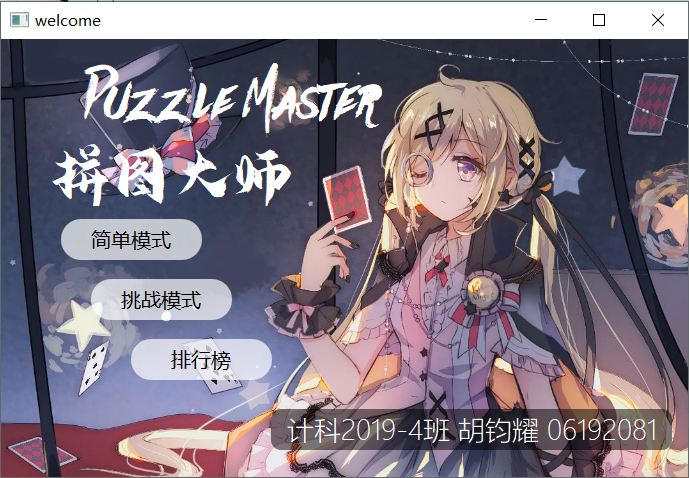 welcome
PUZZLE MASTER
拼图大师
简单模式
挑战模式
排行榜
计科2019-4班 胡钧耀 06192081